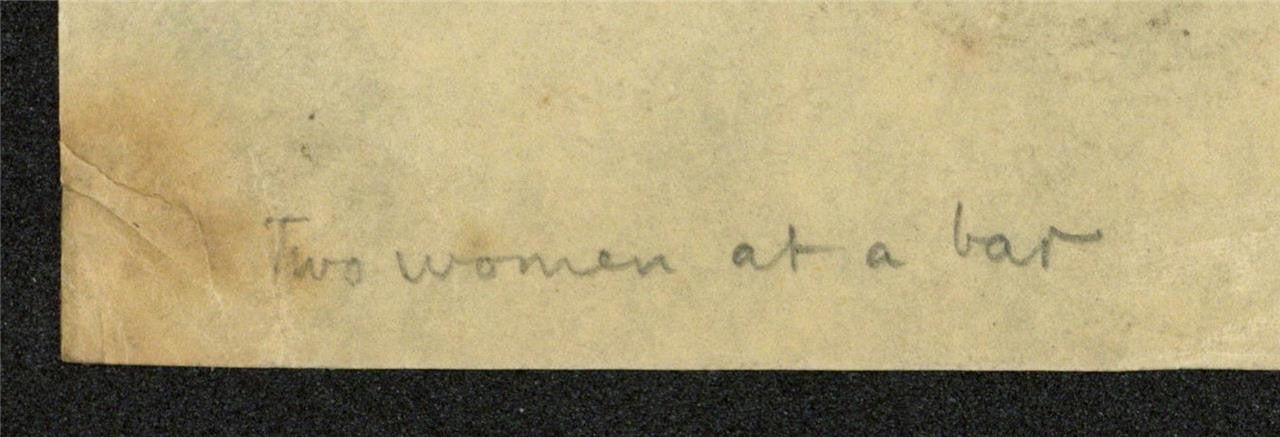 Two women at a bar